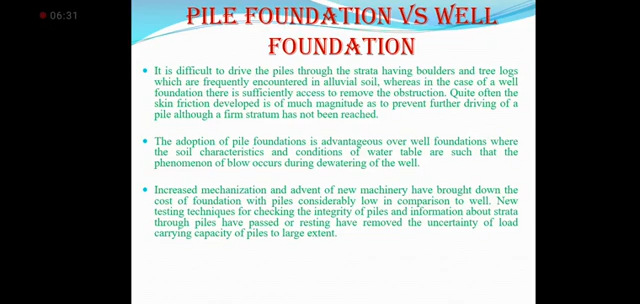 06:31
PILE FOUNDATION VS WELL
FOUNDATION
It is difficult to drive the piles through the strata having boulders and tree logs
which are frequently encountered in alluvial soil, whereas in the case of a well
foundation there is sufficiently access to remove the obstruction. Quite often the
skin friction developed is of much magnitude as to prevent further driving of a
pile although a firm stratum has not been reached.
The adoption of pile foundations is advantageous over well foundations where
the soil characteristics and conditions of water table are such that the
phenomenon of blow occurs during dewatering of the well.
Increased mechanization and advent of new machinery have brought down the
cost of foundation with piles considerably low in comparison to well. New
testing techniques for checking the integrity of piles and information about strata
through piles have passed or resting have removed the uncertainty of load
carrying capacity of piles to large extent.